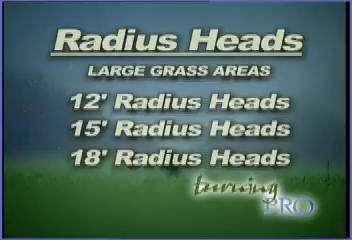 Radius Heads
LARGE GRASS AREAS
12' Radius Heads
15' Radius Heads
18' Radius Heads
turning
PRO